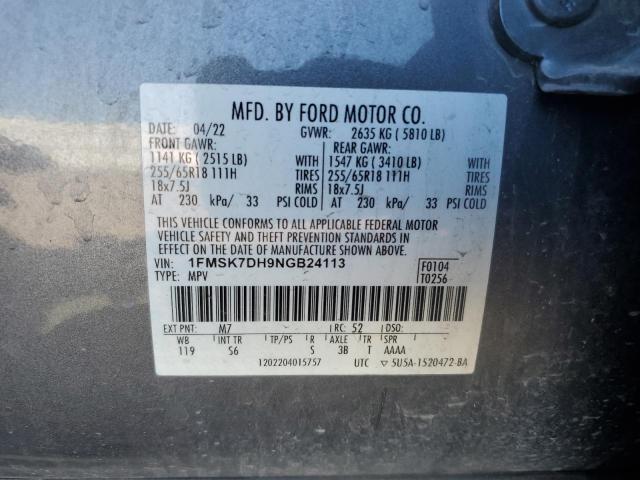 MFD. BY FORD MOTOR CO.
DATE: 04/22 GVWR: 2635 KG ( 5810 LB)
FRONT GAWR: REAR GAWR:
1141 KG ( 2515 LB) WITH 1547 KG ( 3410 LB) WITH
255/65R18 111H TIRES 255/65R18 111H TIRES
18x7.5J RIMS 18x7.5J RIMS
AT 230 kPa/ 33 PSI COLD AT 230 kPa/ 33 PSI COLD
THIS VEHICLE CONFORMS TO ALL APPLICABLE FEDERAL MOTOR
VEHICLE SAFETY AND THEFT PREVENTION STANDARDS IN
EFFECT ON THE DATE OF MANUFACTURE SHOWN ABOVE.
VIN: 1FMSK7DH9NGB24113 F0104
TYPE: MPV T0256
EXT PNT: M7 RC: 52 DSO:
WB INT TR TP/PS R AXLE TR SPR
119 S6 S 3B T AAAA
1202204015757 UTC ▽ 5U5A-1520472-BA